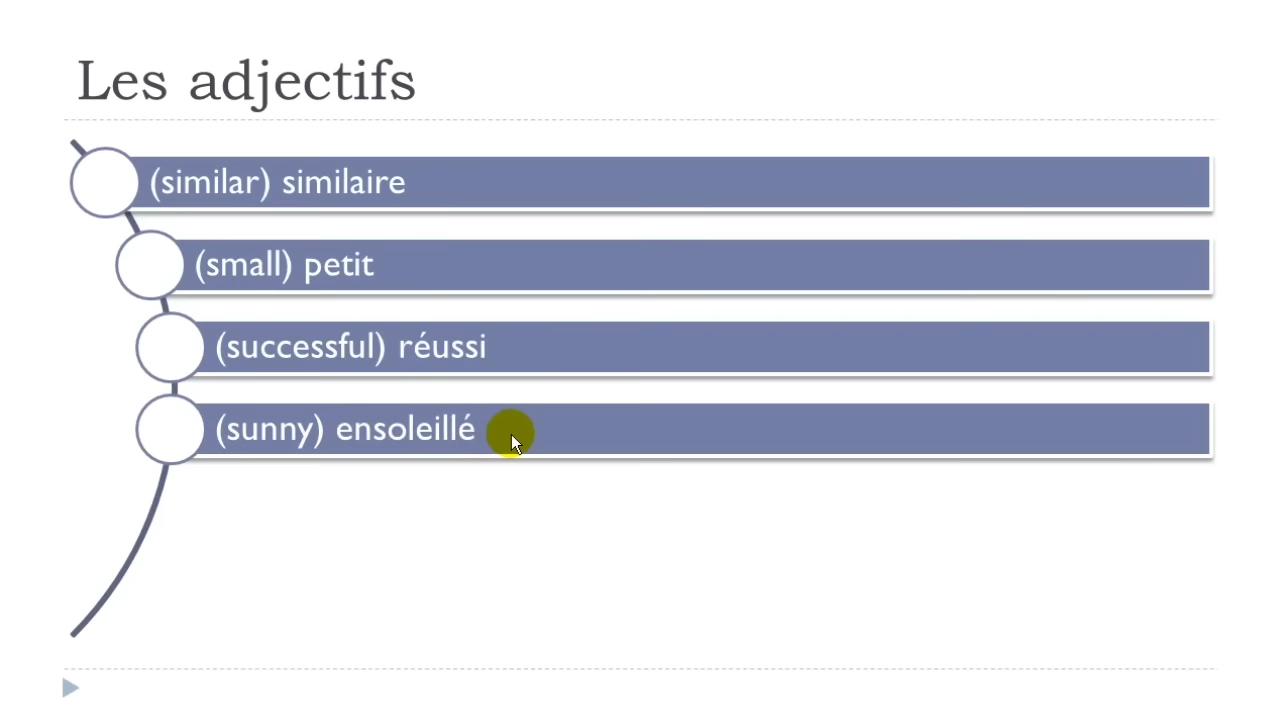 Les adjectifs
(similar) similaire
(small) petit
(successful) réussi
(sunny) ensoleillé